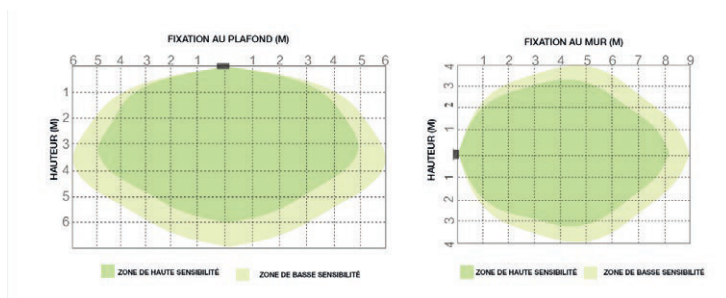 FIXATION AU PLAFOND (M)
6 5 4 3 2 1 1 2 3 4 5 6
1
2
3
4
5
6
HAUTEUR (M)
ZONE DE HAUTE SENSIBILITÉ ZONE DE BASSE SENSIBILITÉ
FIXATION AU MUR (M)
1 2 3 4 5 6 7 8 9
4
3
2
1
1
2
3
4
HAUTEUR (M)
ZONE DE HAUTE SENSIBILITÉ ZONE DE BASSE SENSIBILITÉ